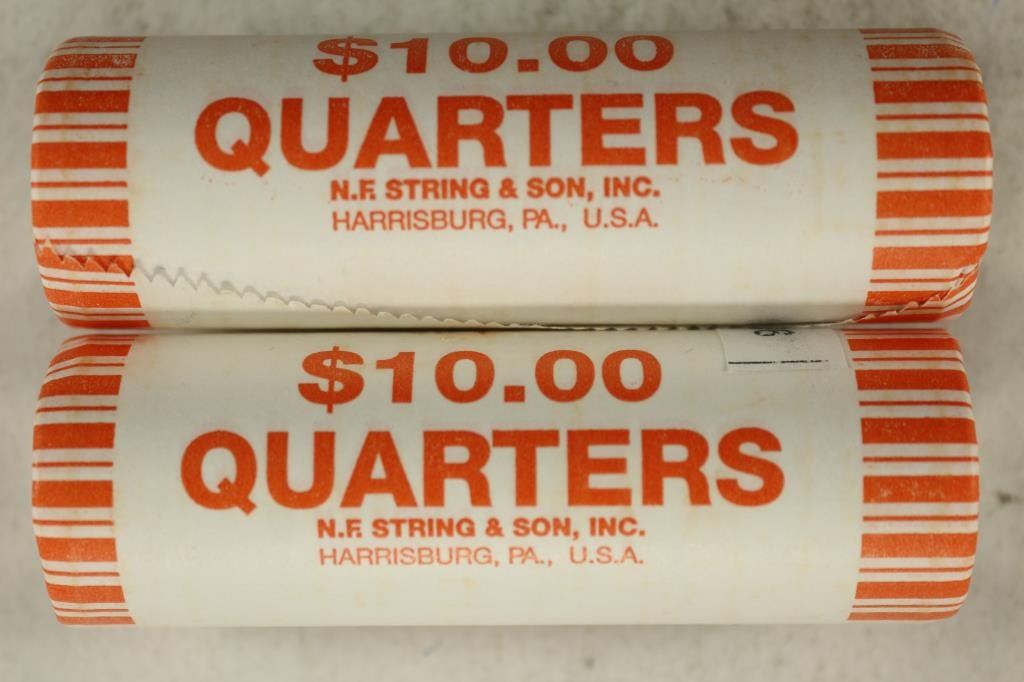 $10.00
QUARTERS
N.F. STRING & SON, INC.
HARRISBURG, PA., U.S.A.
$10.00
QUARTERS
N.F. STRING & SON, INC.
HARRISBURG, PA., U.S.A.